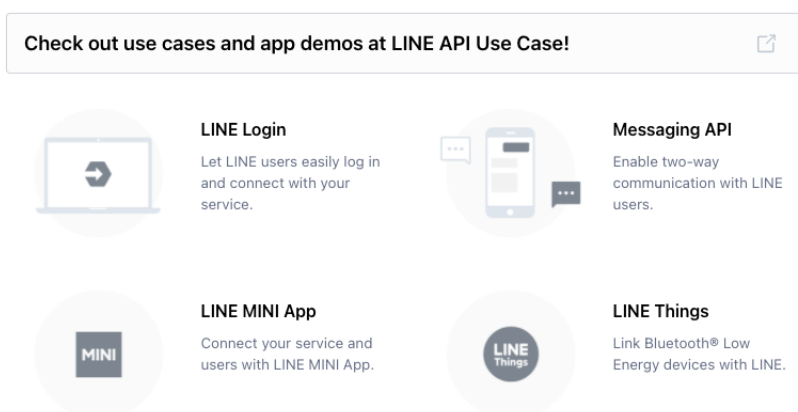 Check out use cases and app demos at LINE API Use Case!
LINE Login
Let LINE users easily log in
and connect with your
service.
Messaging API
Enable two-way
communication with LINE
users.
MINI
LINE MINI App
Connect your service and
users with LINE MINI App.
LINE
Things
LINE Things
Link Bluetooth® Low
Energy devices with LINE.